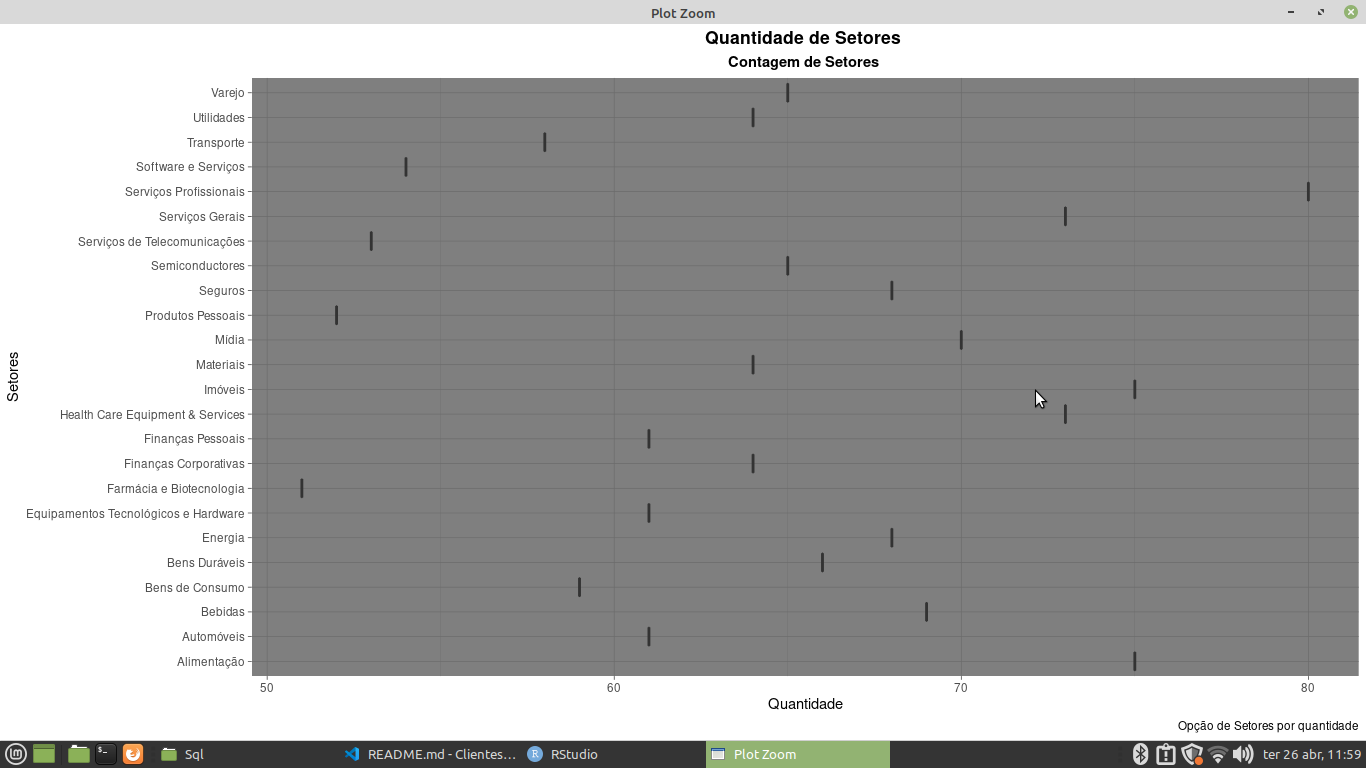 Plot Zoom
Quantidade de Setores
Contagem de Setores
Setores
Varejo
Utilidades
Transporte
Software e Serviços
Serviços Profissionais
Serviços Gerais
Serviços de Telecomunicações
Semiconductores
Seguros
Produtos Pessoais
Mídia
Materiais
Imóveis
Health Care Equipment & Services
Finanças Pessoais
Finanças Corporativas
Farmácia e Biotecnologia
Equipamentos Tecnológicos e Hardware
Energia
Bens Duráveis
Bens de Consumo
Bebidas
Automóveis
Alimentação
50 60 70 80
Quantidade
Opção de Setores por quantidade
Sql README.md - Clientes... R RStudio Plot Zoom ter 26 abr, 11:59